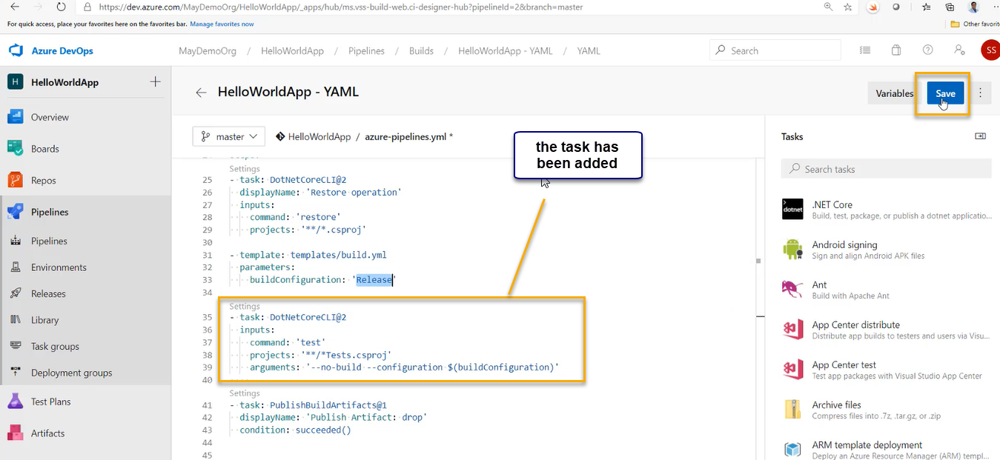 https://dev.azure.com/MayDemoOrg/HelloWorldApp/_apps/hub/ms.vss-build-web.ci-designer-hub?pipelineId=2&branch=master
For quick access, place your favorites here on the favorites bar. Manage favorites now
Other favorit
Azure DevOps
MayDemoOrg / HelloWorldApp / Pipelines / Builds / HelloWorldApp - YAML / YAML
Search
SS
H HelloWorldApp
Overview
Boards
Repos
Pipelines
Pipelines
Environments
Releases
Library
Task groups
Deployment groups
Test Plans
Artifacts
HelloWorldApp - YAML
Variables
Save
master
HelloWorldApp / azure-pipelines.yml *
the task has
been added
Settings
25 - task: DotNetCoreCLI@2
26 displayName: 'Restore operation'
27 inputs:
28 command: 'restore'
29 projects: '**/*.csproj'
30
31 - template: templates/build.yml
32 parameters:
33 buildConfiguration: 'Release'
34
Settings
35 - task: DotNetCoreCLI@2
36 inputs:
37 command: 'test'
38 projects: '**/*Tests.csproj'
39 arguments: '--no-build --configuration $(buildConfiguration)'
40
Settings
41 - task: PublishBuildArtifacts@1
42 displayName: 'Publish Artifact: drop'
43 condition: succeeded()
44
45
Tasks
Search tasks
dotnet
.NET Core
Build, test, package, or publish a dotnet applicatio...
Android signing
Sign and align Android APK files
Ant
Build with Apache Ant
App Center distribute
Distribute app builds to testers and users via Visu...
App Center test
Test app packages with Visual Studio App Center
Archive files
Compress files into .7z, .tar.gz, or .zip
ARM template deployment
Deploy an Azure Resource Manager (ARM) templ...